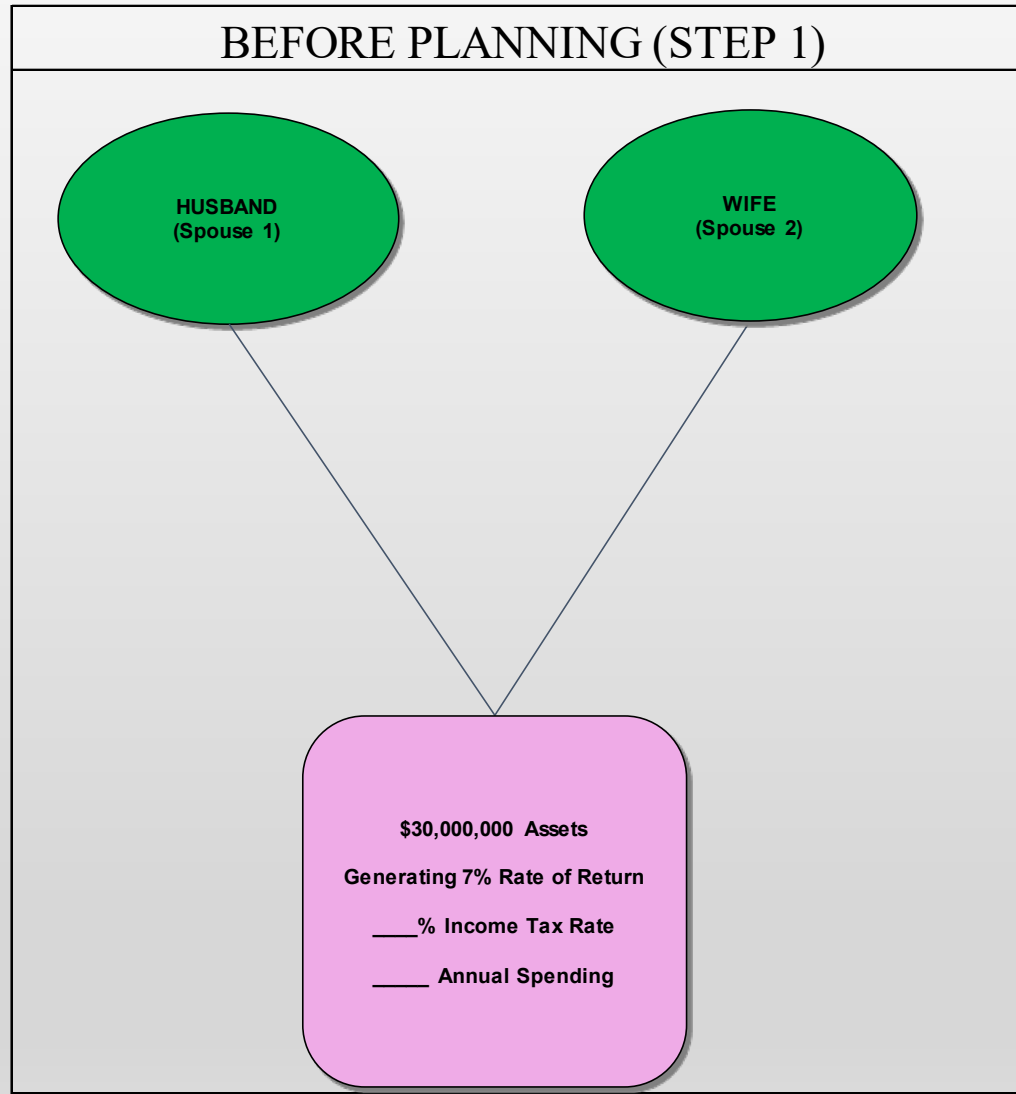 BEFORE PLANNING (STEP 1)
HUSBAND
(Spouse 1)
WIFE
(Spouse 2)
$30,000,000 Assets
Generating 7% Rate of Return
____% Income Tax Rate
_____ Annual Spending